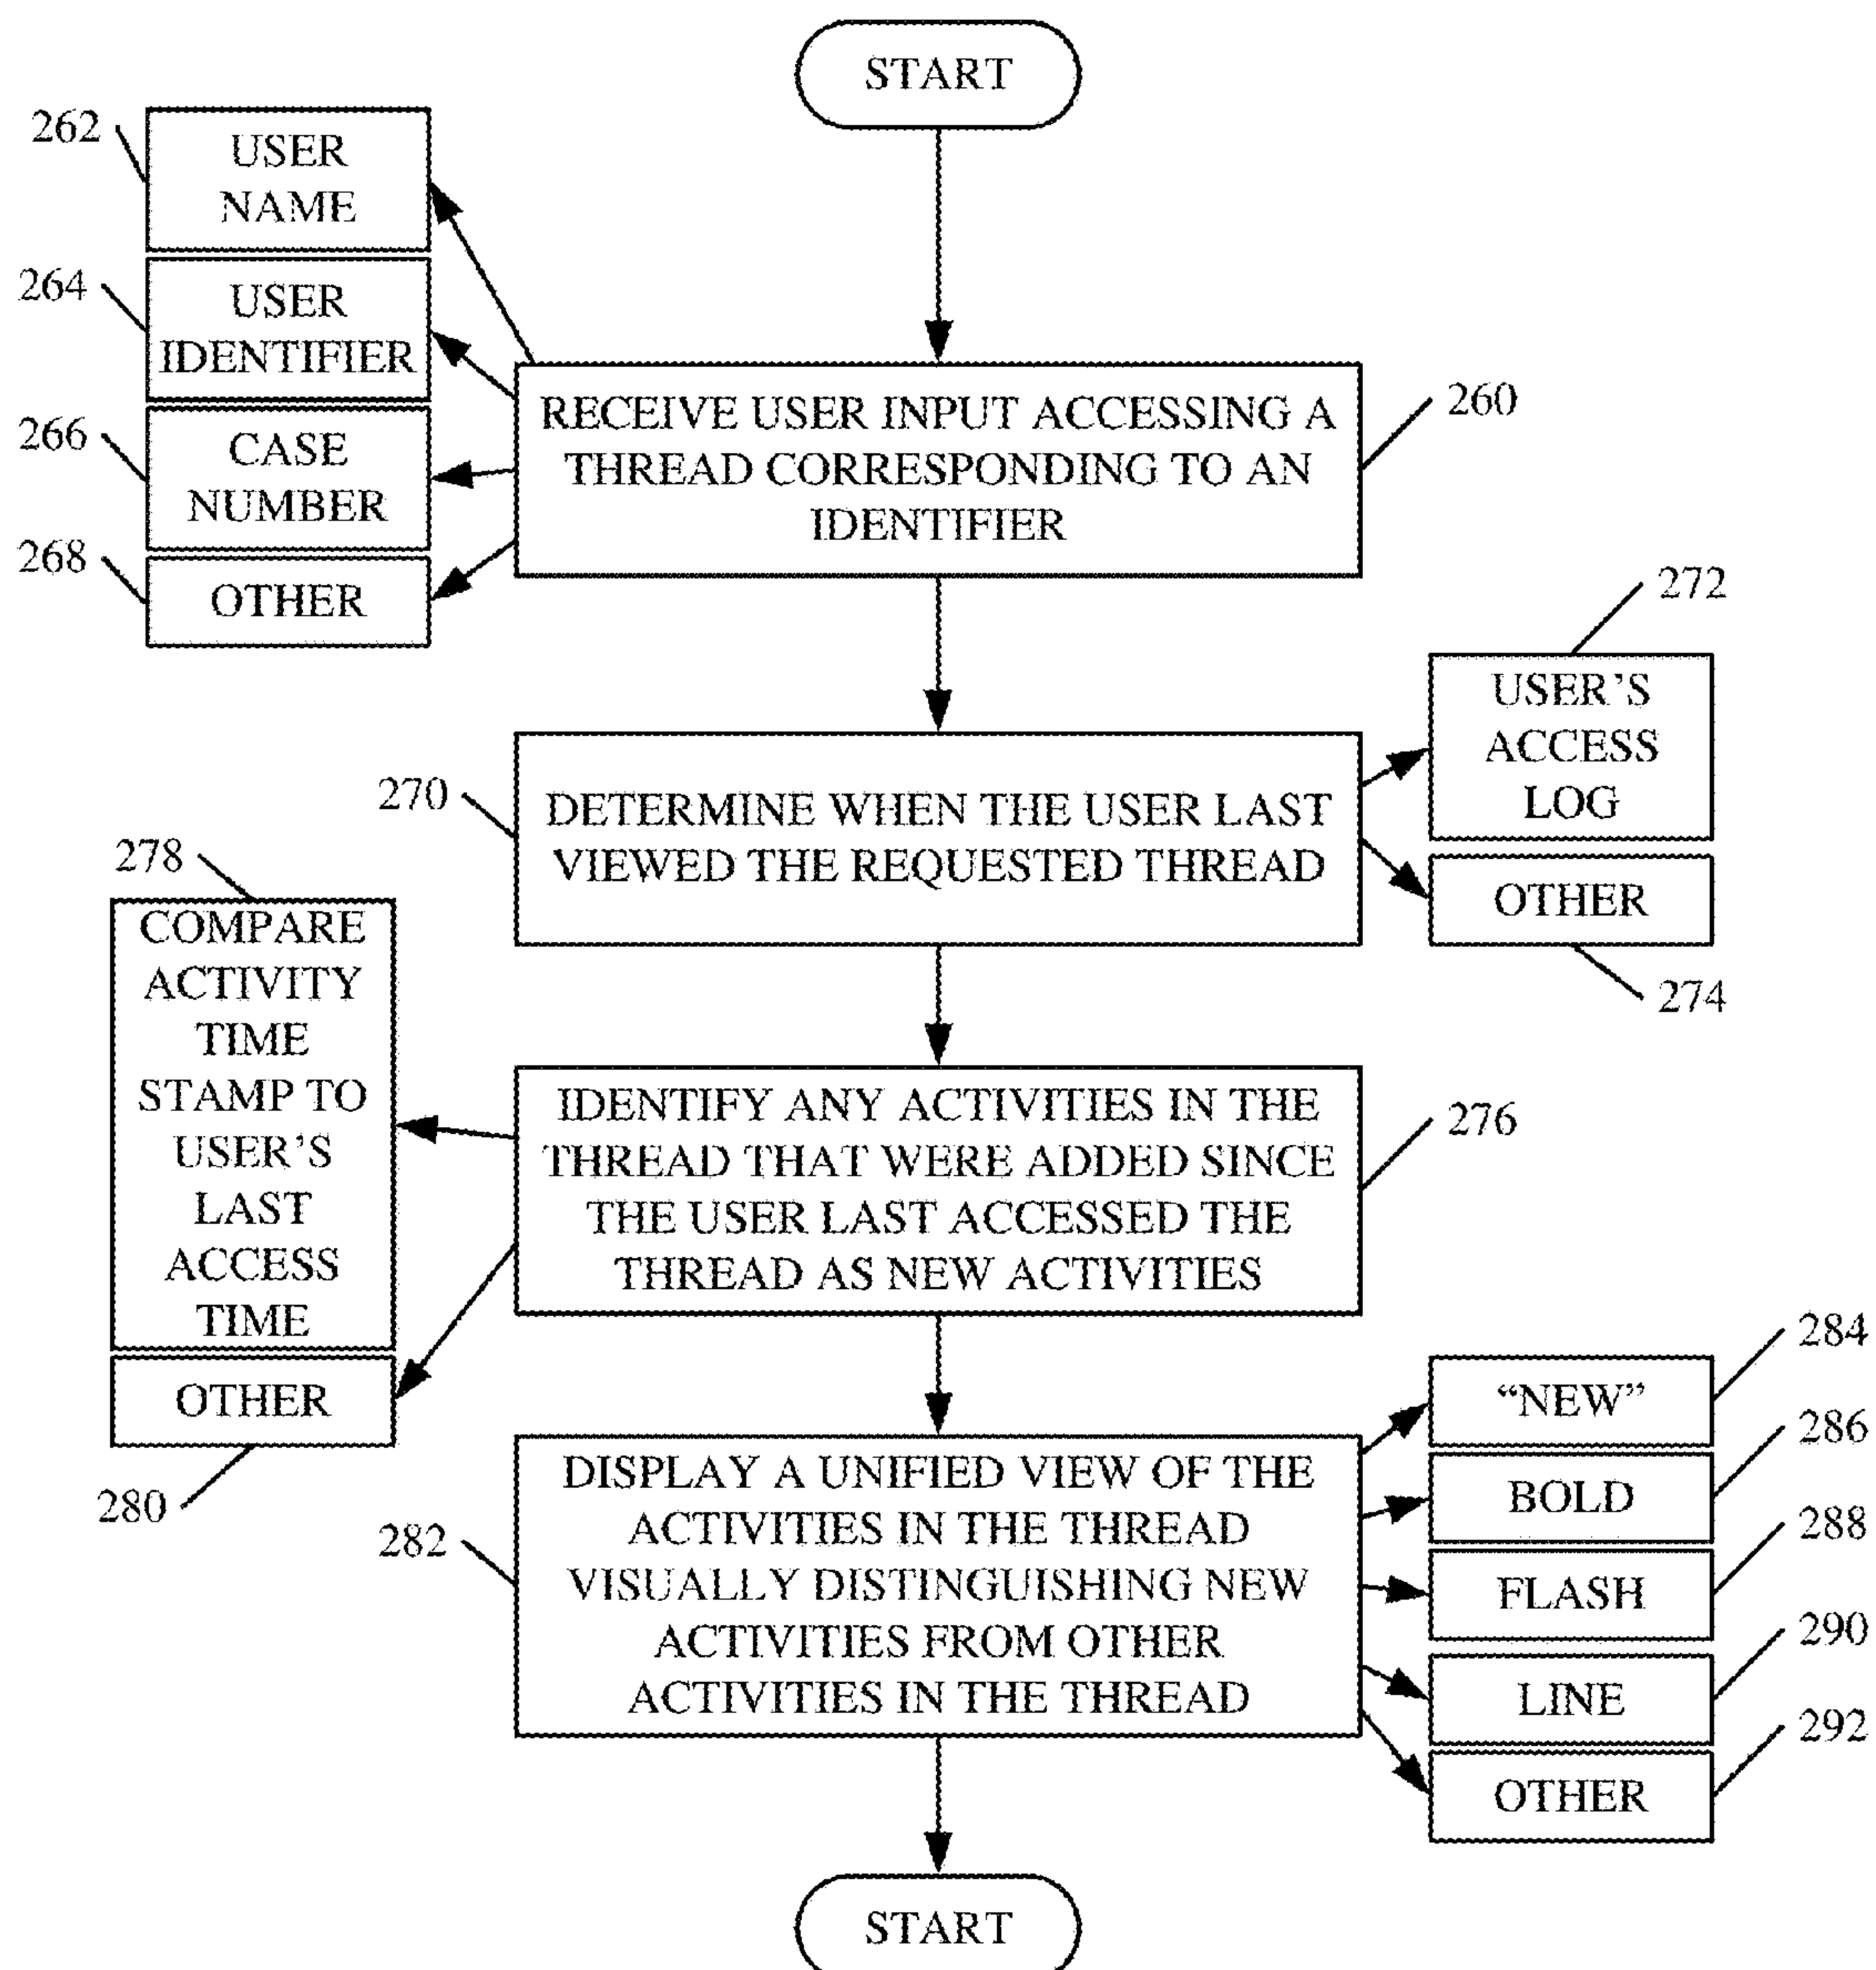 START
262
USER
NAME
264
USER
IDENTIFIER
266
CASE
NUMBER
268
OTHER
RECEIVE USER INPUT ACCESSING A
THREAD CORRESPONDING TO AN
IDENTIFIER
260
270
DETERMINE WHEN THE USER LAST
VIEWED THE REQUESTED THREAD
272
USER’S
ACCESS
LOG
OTHER
274
278
COMPARE
ACTIVITY
TIME
STAMP TO
USER’S
LAST
ACCESS
TIME
OTHER
280
IDENTIFY ANY ACTIVITIES IN THE
THREAD THAT WERE ADDED SINCE
THE USER LAST ACCESSED THE
THREAD AS NEW ACTIVITIES
276
282
DISPLAY A UNIFIED VIEW OF THE
ACTIVITIES IN THE THREAD
VISUALLY DISTINGUISHING NEW
ACTIVITIES FROM OTHER
ACTIVITIES IN THE THREAD
284
“NEW”
286
BOLD
288
FLASH
290
LINE
292
OTHER
START